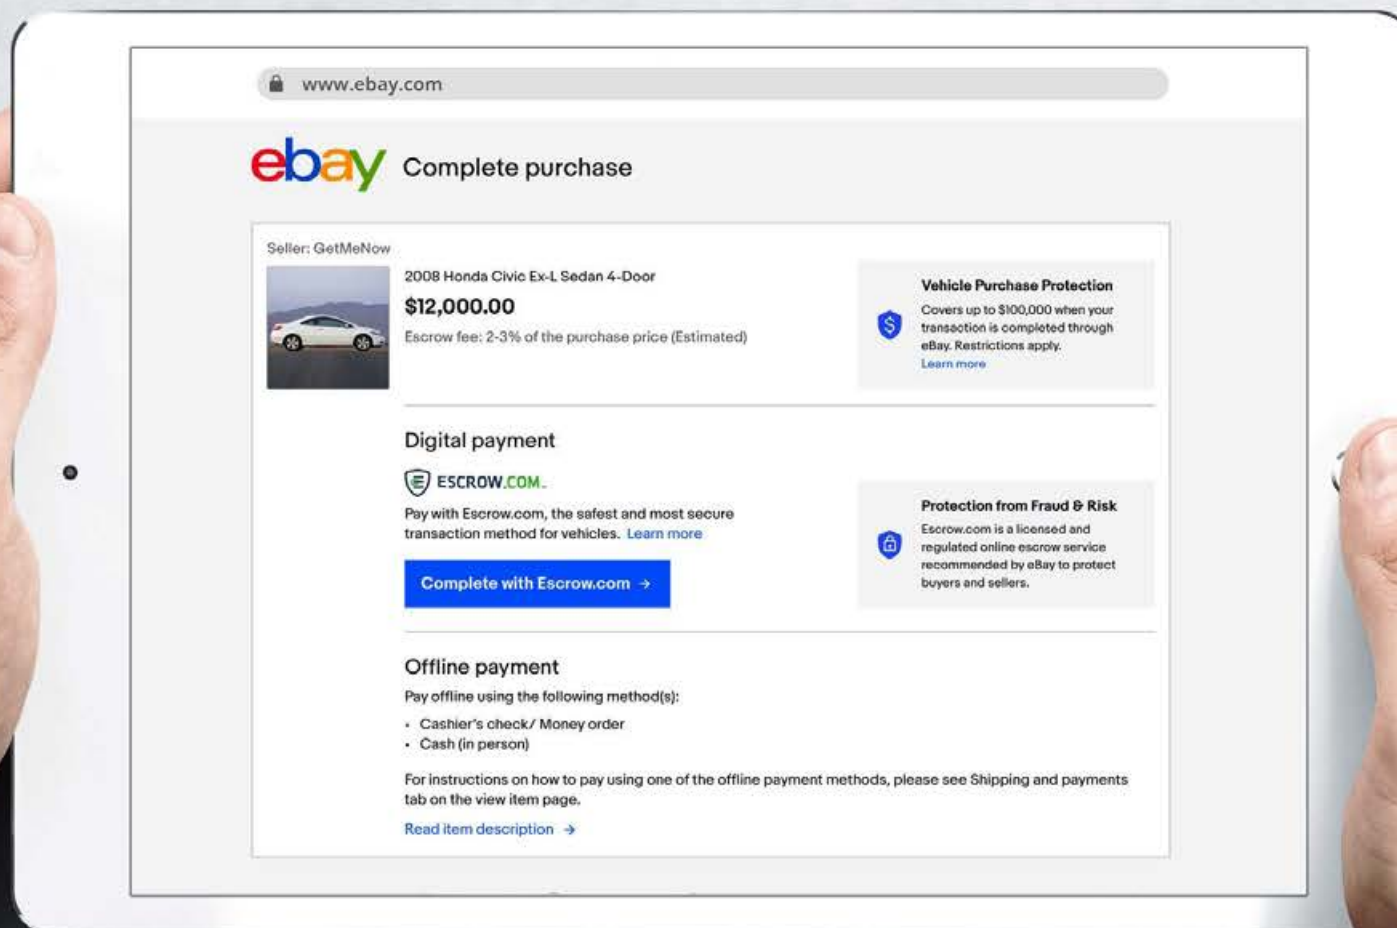 www.ebay.com
ebay Complete purchase
Seller: GetMeNow
2008 Honda Civic Ex-L Sedan 4-Door
$12,000.00
Escrow fee: 2-3% of the purchase price (Estimated)
Vehicle Purchase Protection
Covers up to $100,000 when your
transaction is completed through
eBay. Restrictions apply.
Learn more
Digital payment
ESCROW.COM
Pay with Escrow.com, the safest and most secure
transaction method for vehicles. Learn more
Complete with Escrow.com →
Protection from Fraud & Risk
Escrow.com is a licensed and
regulated online escrow service
recommended by eBay to protect
buyers and sellers.
Offline payment
Pay offline using the following method(s):
• Cashier's check/ Money order
• Cash (in person)
For instructions on how to pay using one of the offline payment methods, please see Shipping and payments
tab on the view item page.
Read item description →